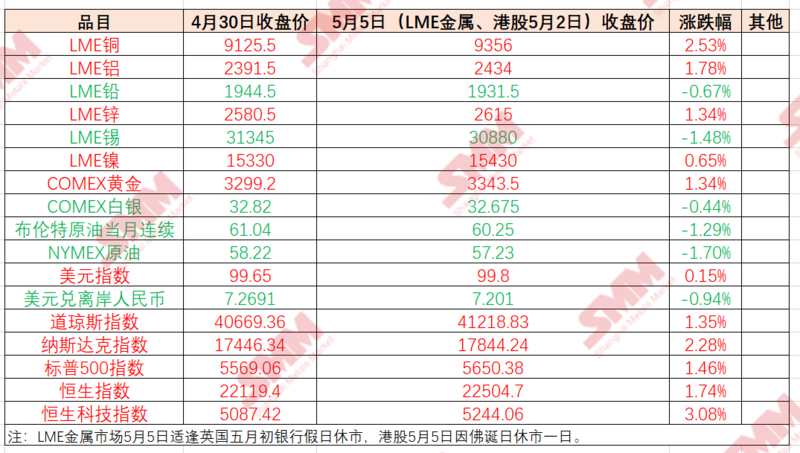 品目 4月30日收盘价 5月5日（LME金属、港股5月2日）收盘价 涨跌幅 其他
LME铜 9125.5 9356 2.53%
LME铝 2391.5 2434 1.78%
LME铅 1944.5 1931.5 -0.67%
LME锌 2580.5 2615 1.34%
LME锡 31345 30880 -1.48%
LME镍 15330 15430 0.65%
COMEX黄金 3299.2 3343.5 1.34%
COMEX白银 32.82 32.675 -0.44%
布伦特原油当月连续 61.04 60.25 -1.29%
NYMEX原油 58.22 57.23 -1.70%
美元指数 99.65 99.8 0.15%
美元兑离岸人民币 7.2691 7.201 -0.94%
道琼斯指数 40669.36 41218.83 1.35%
纳斯达克指数 17446.34 17844.24 2.28%
标普500指数 5569.06 5650.38 1.46%
恒生指数 22119.4 22504.7 1.74%
恒生科技指数 5087.42 5244.06 3.08%
注：LME金属市场5月5日适逢英国五月初银行假日休市，港股5月5日因佛诞日休市一日。
SMM
Shanghai Metals Market